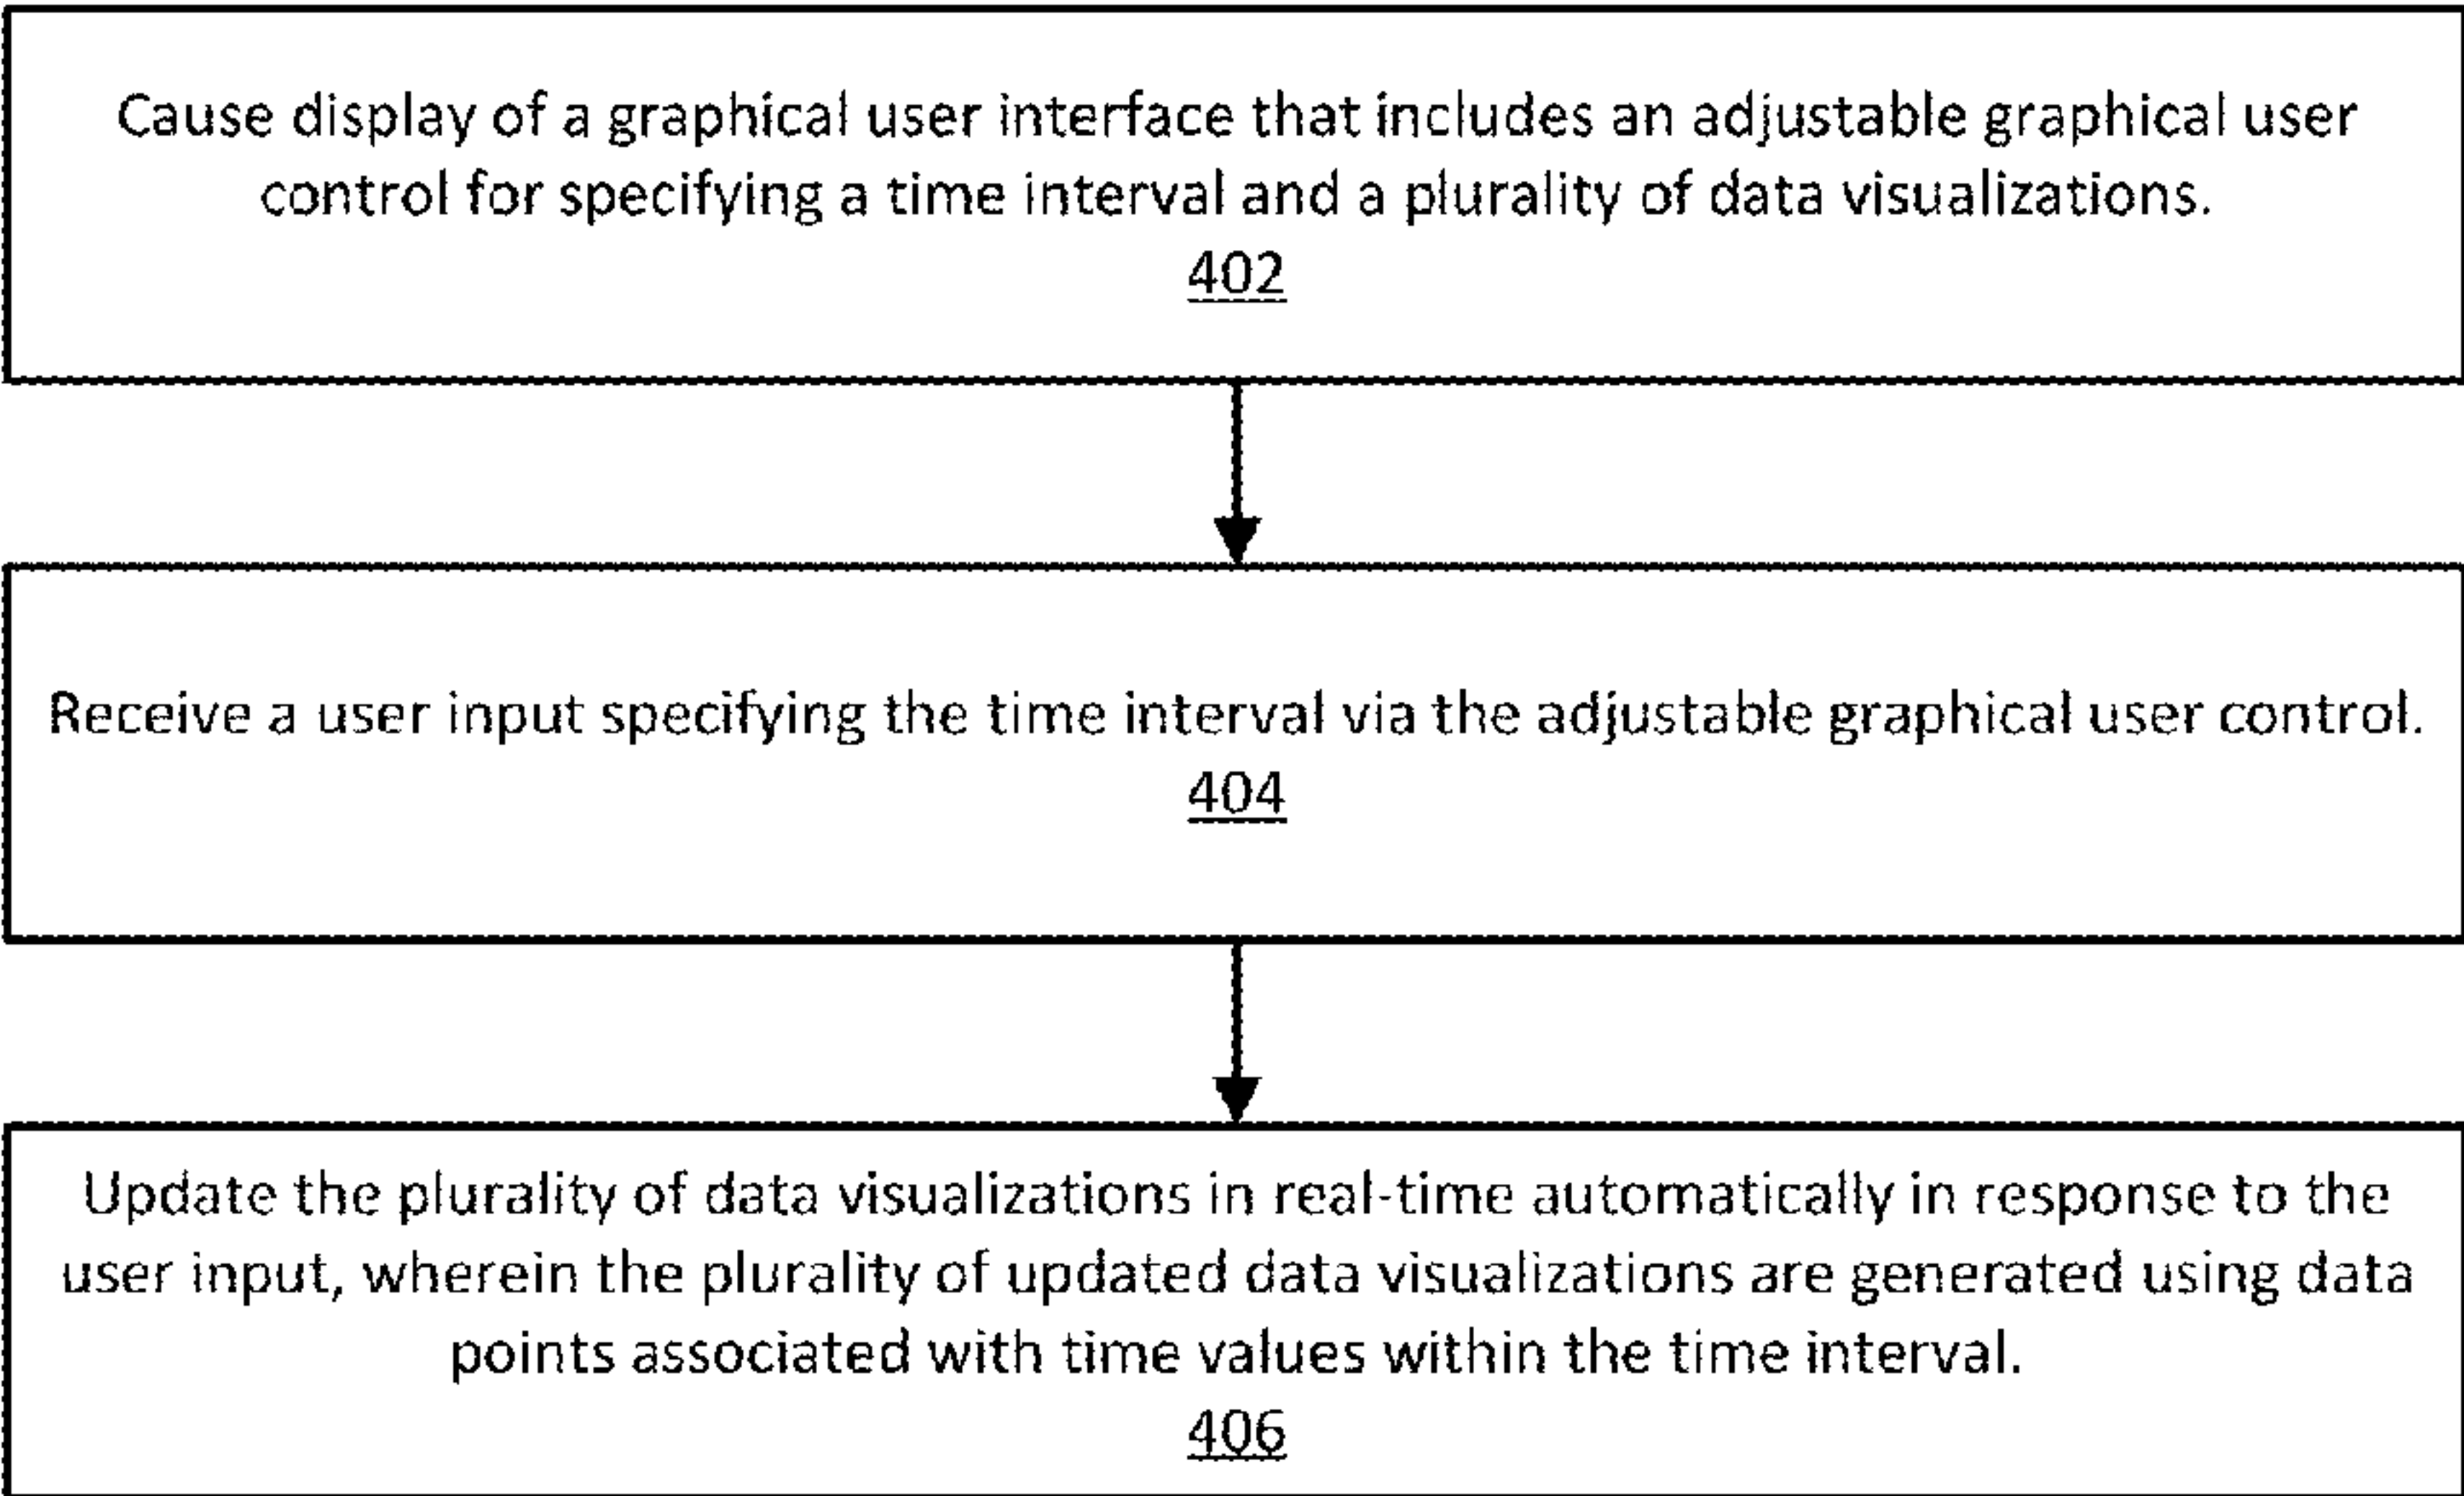 Cause display of a graphical user interface that includes an adjustable graphical user
control for specifying a time interval and a plurality of data visualizations.
402
Receive a user input specifying the time interval via the adjustable graphical user control.
404
Update the plurality of data visualizations in real-time automatically in response to the
user input, wherein the plurality of updated data visualizations are generated using data
points associated with time values within the time interval.
406